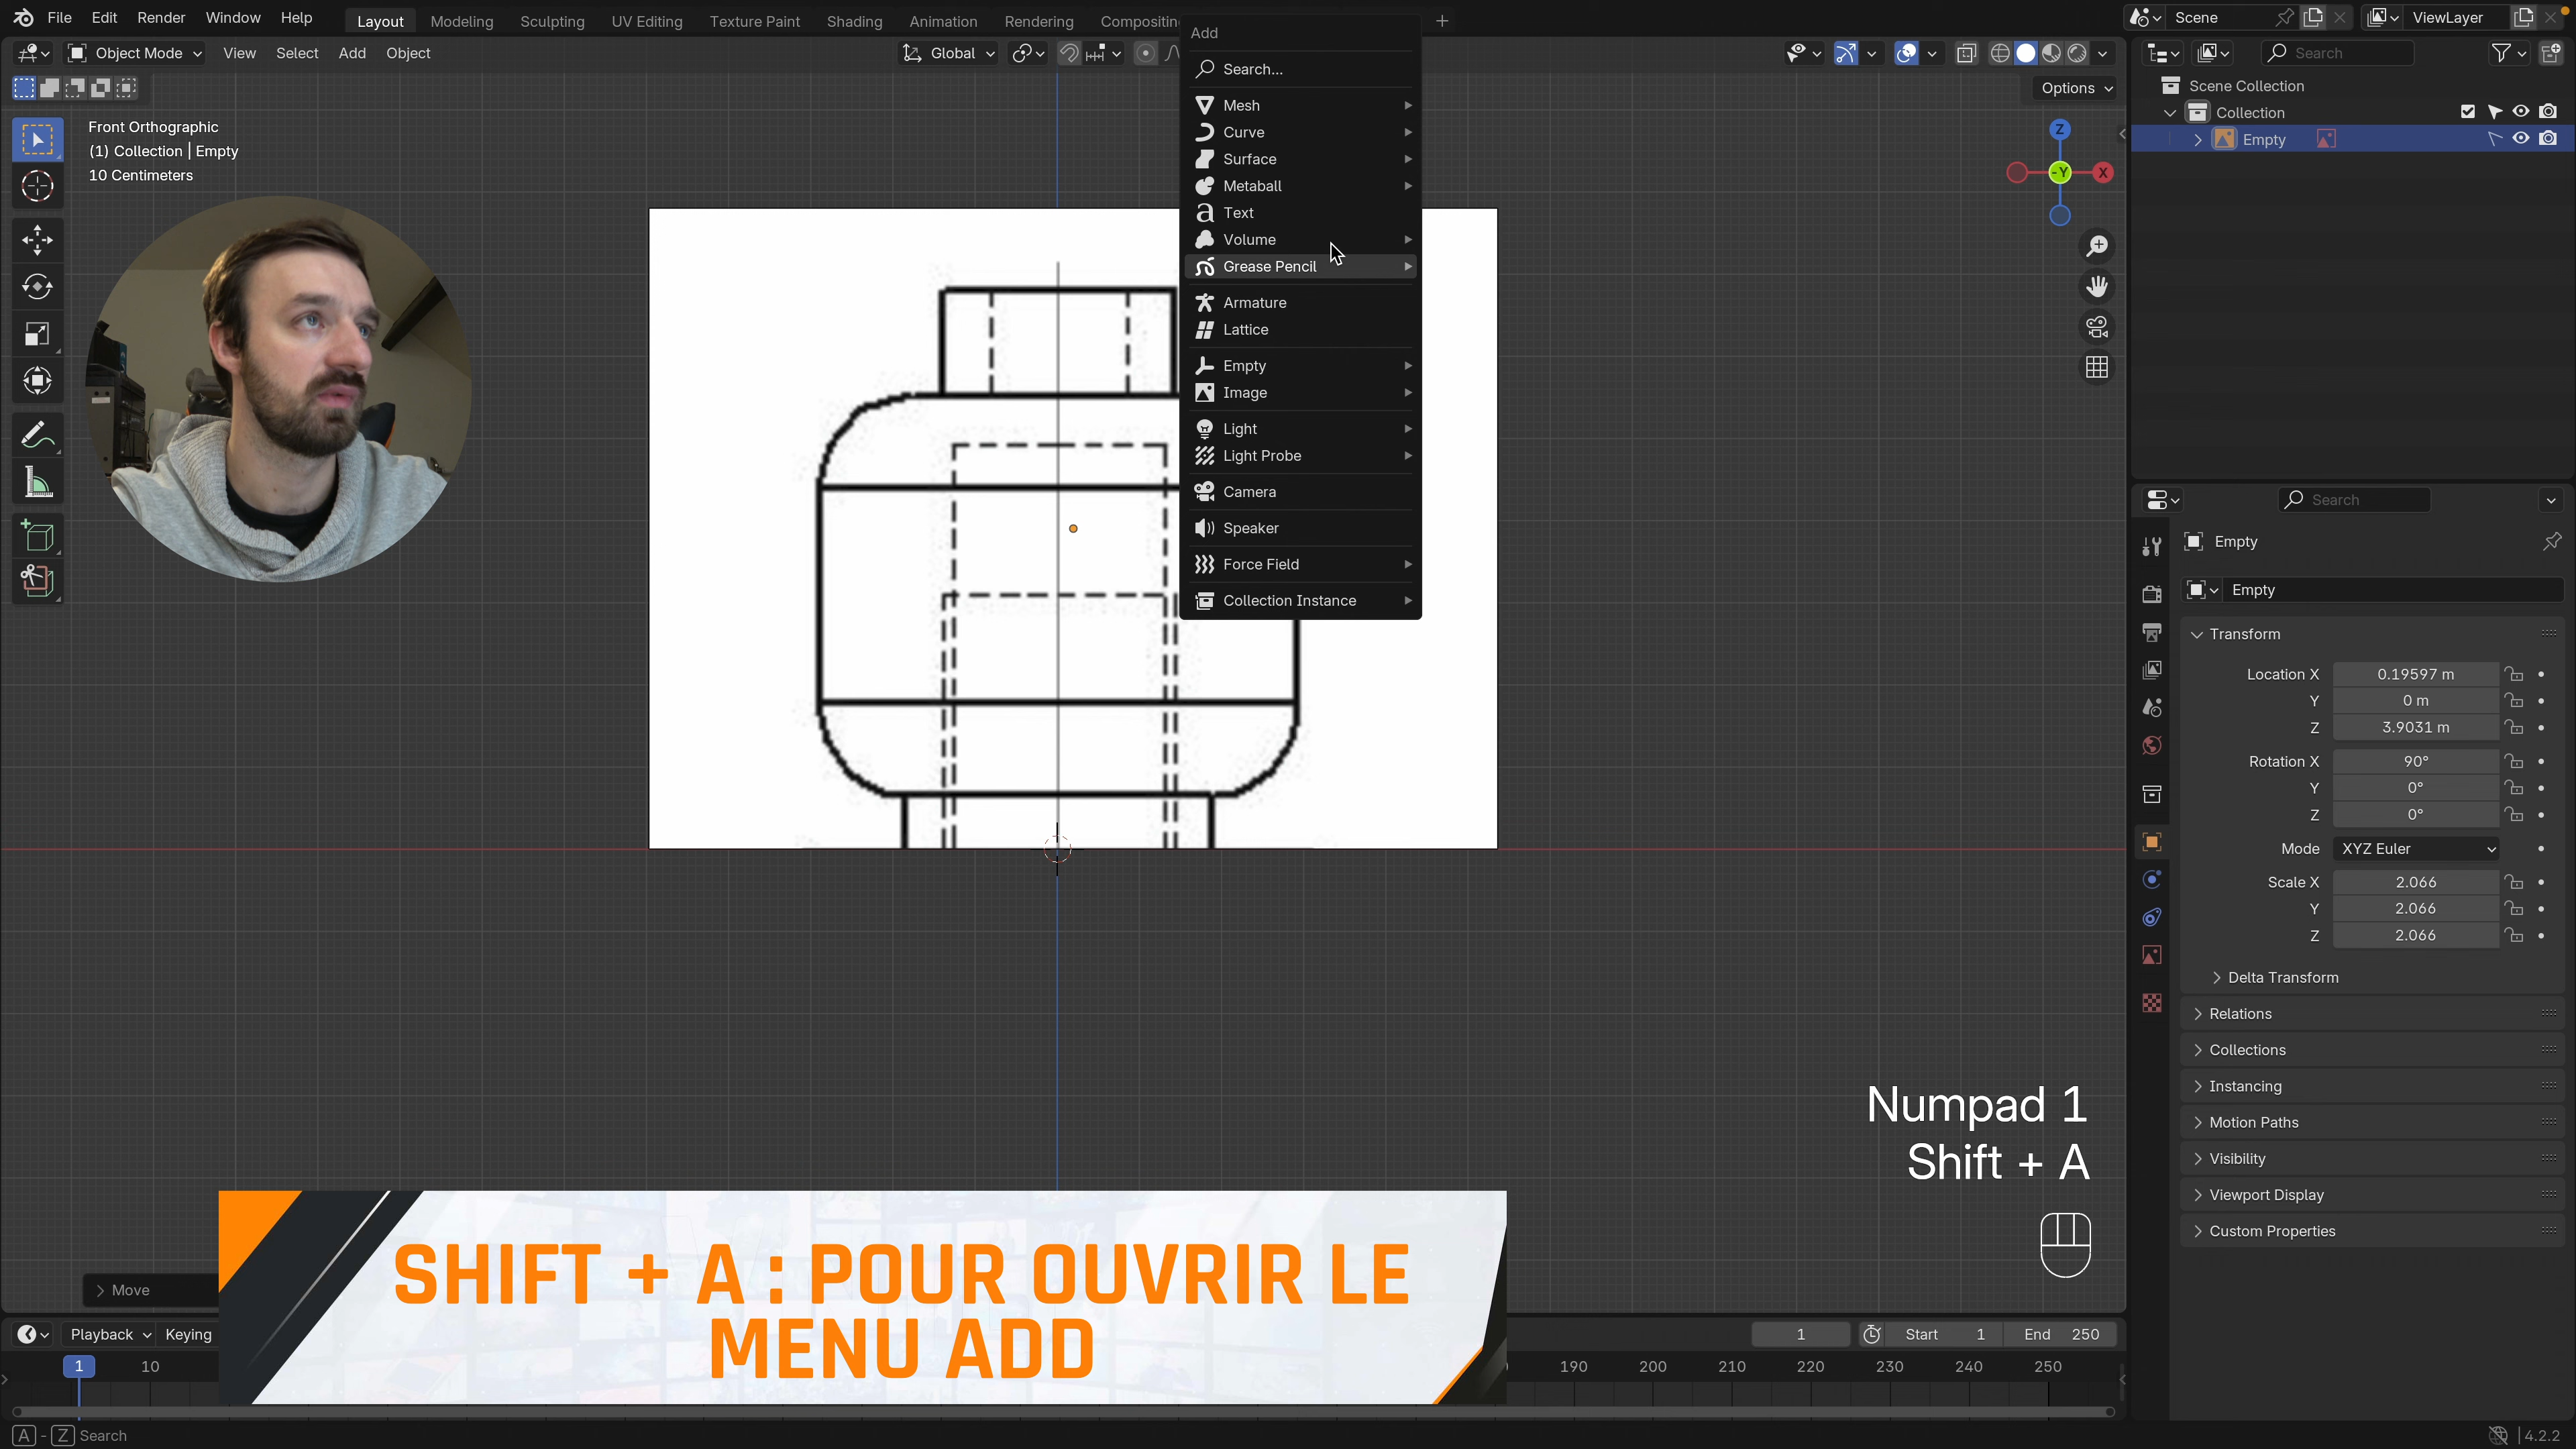 File Edit Render Window Help Layout Modeling Sculpting UV Editing Texture Paint Shading Animation Rendering Compositin
Scene ViewLayer
Object Mode View Select Add Object Global
Search
Options
Front Orthographic
(1) Collection | Empty
10 Centimeters
Add
Search...
Mesh
Curve
Surface
Metaball
Text
Volume
Grease Pencil
Armature
Lattice
Empty
Image
Light
Light Probe
Camera
Speaker
Force Field
Collection Instance
Z
-Y
X
Scene Collection
Collection
Empty
Search
Empty
Empty
Transform
Location X 0.19597 m
Y 0 m
Z 3.9031 m
Rotation X 90°
Y 0°
Z 0°
Mode XYZ Euler
Scale X 2.066
Y 2.066
Z 2.066
Delta Transform
Relations
Collections
Instancing
Motion Paths
Visibility
Viewport Display
Custom Properties
Numpad 1
Shift + A
Move
SHIFT + A : POUR OUVRIR LE
MENU ADD
Playback Keying
1 Start 1 End 250
1 10 190 200 210 220 230 240 250
A - Z Search
4.2.2